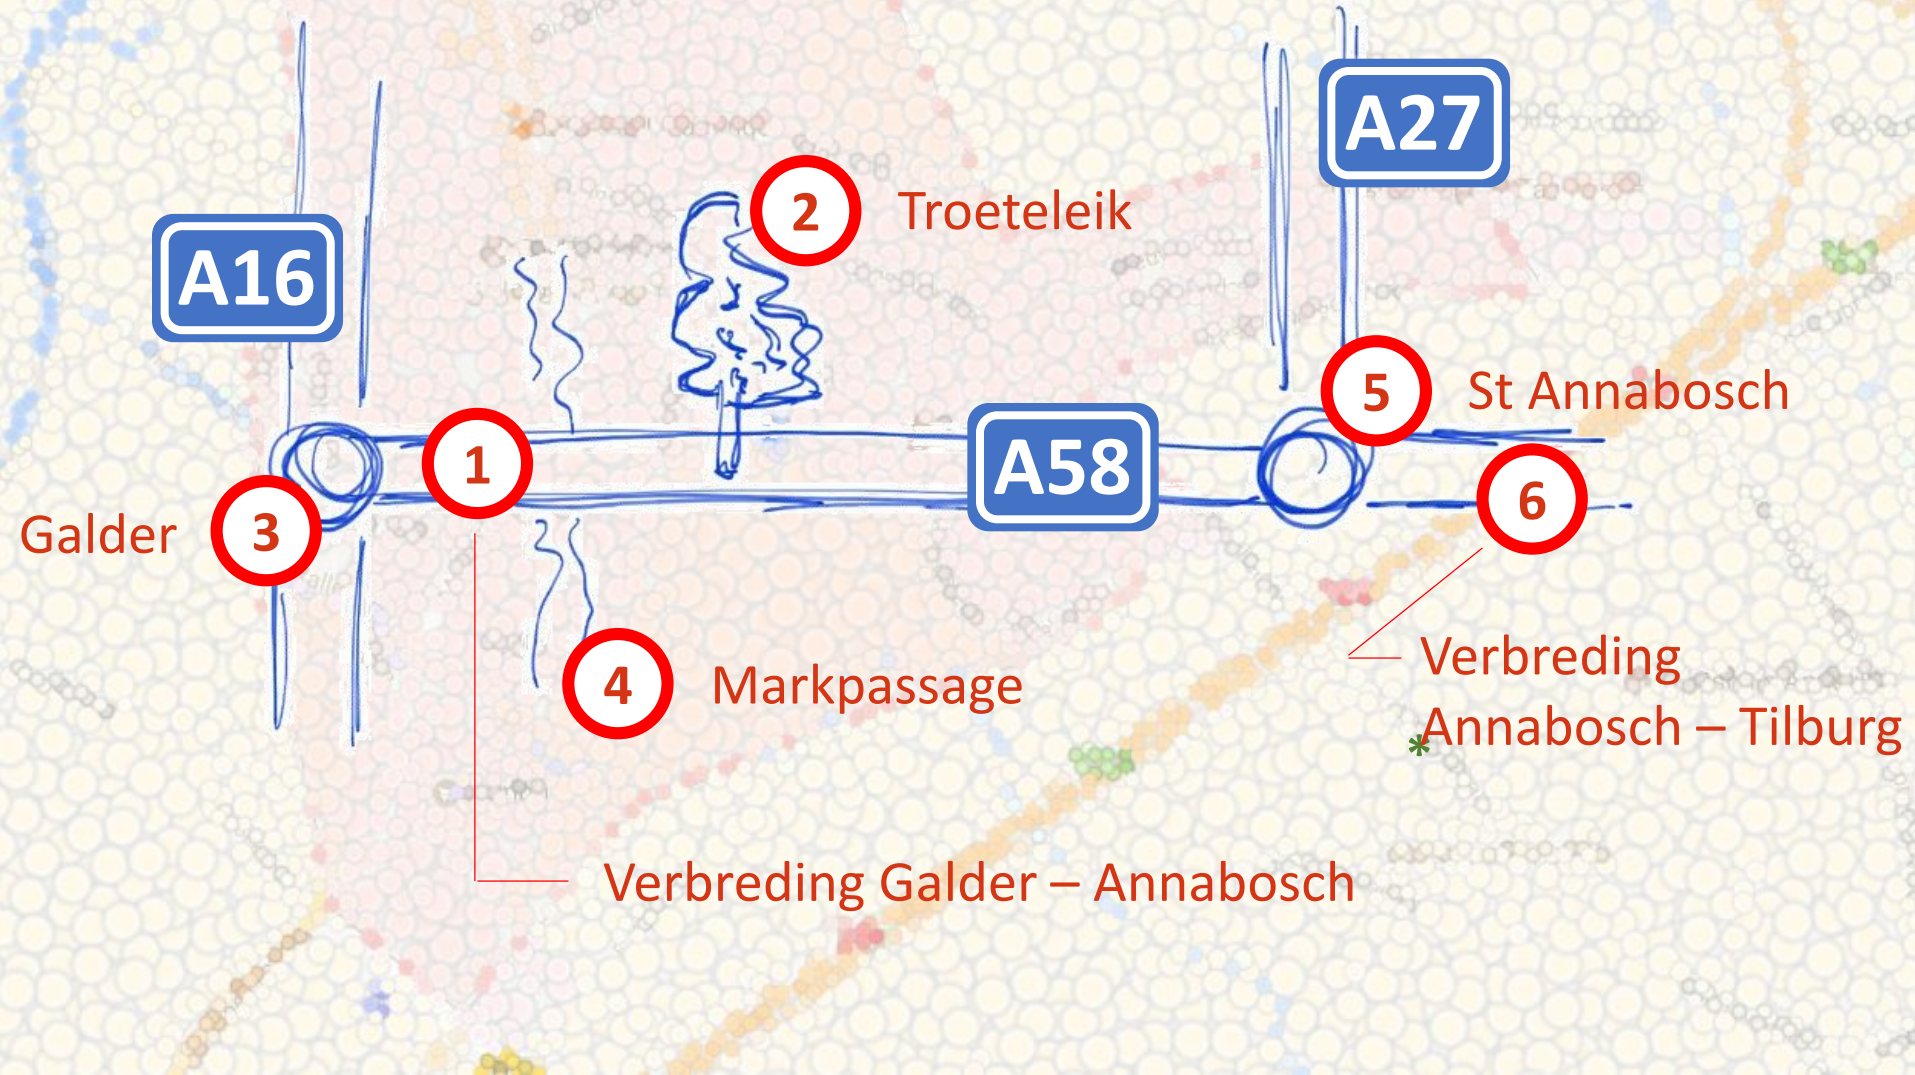 A27
2 Troeteleik
A16
5 St Annabosch
1
A58
6
Galder 3
Verbreding
4 Markpassage
*Annabosch – Tilburg
Verbreding Galder – Annabosch